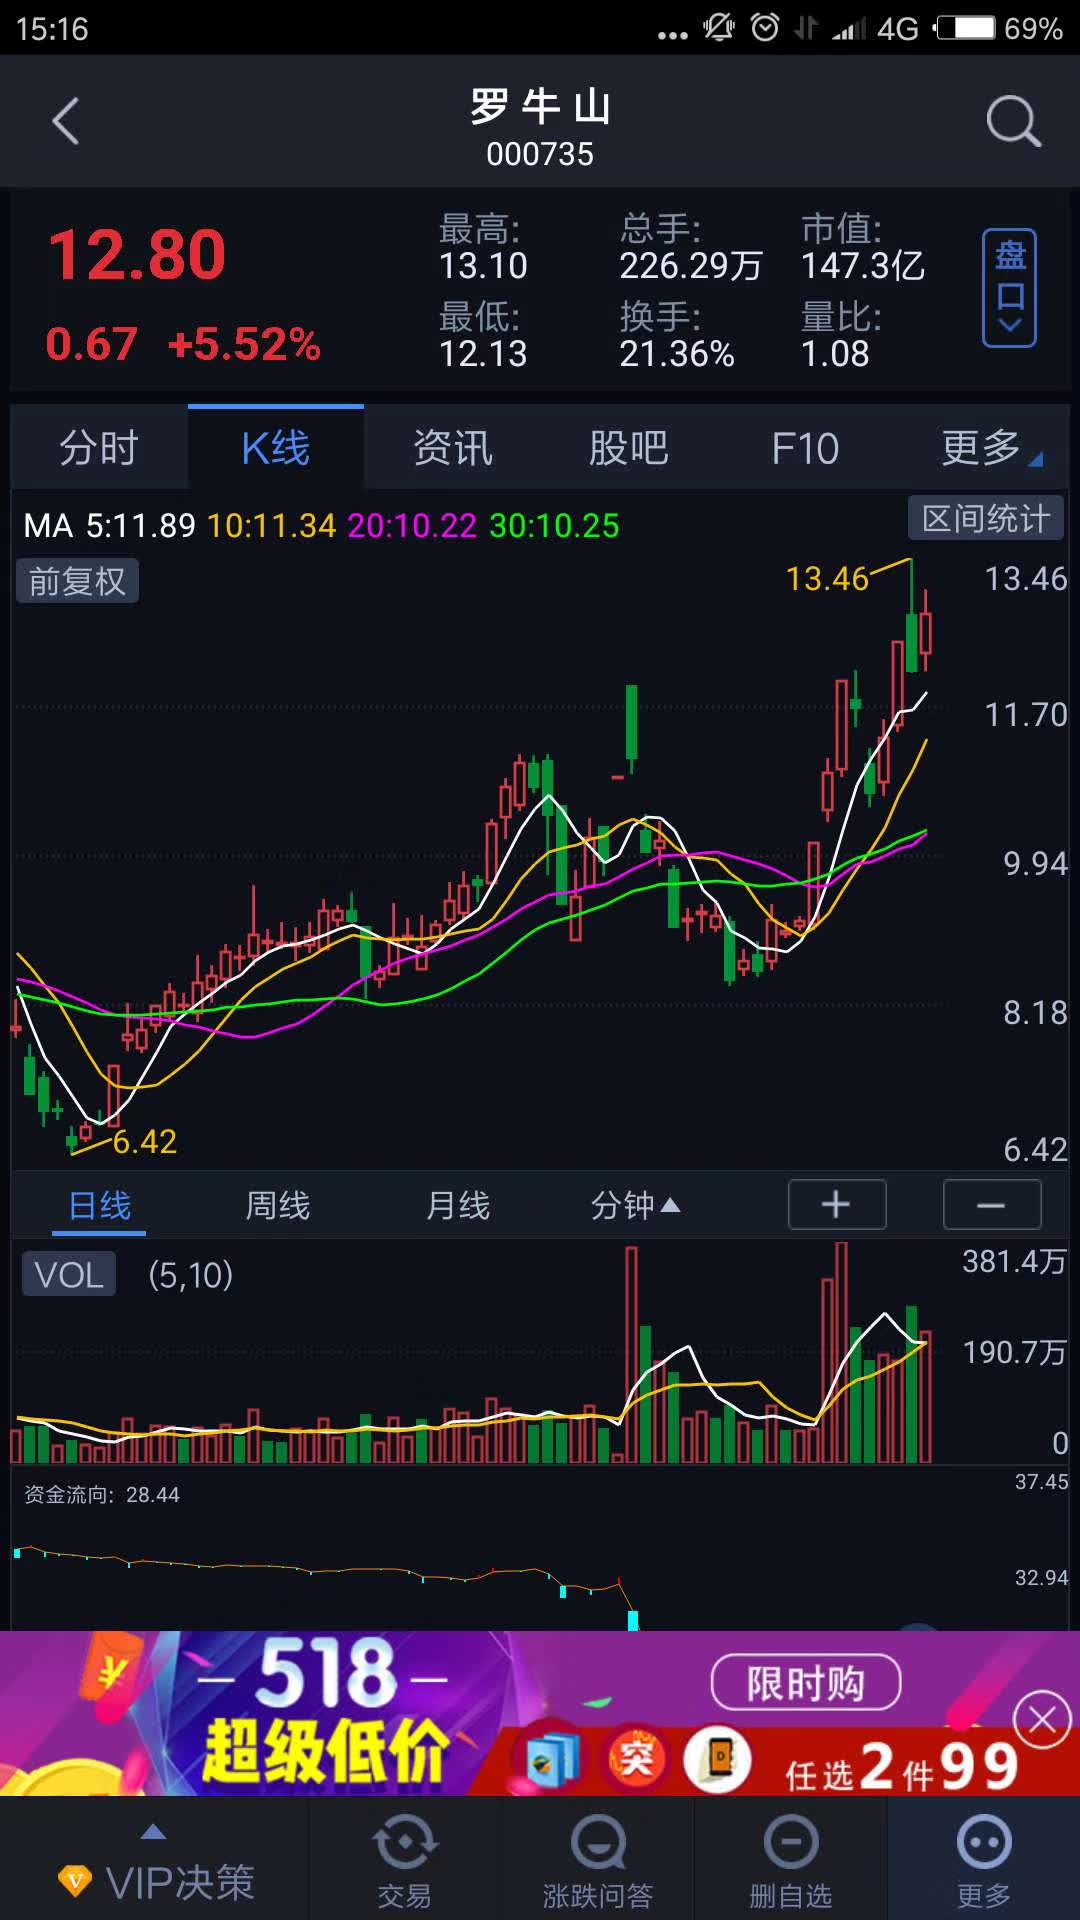 15:16 ... 4G 69%
罗牛山
000735
12.80
0.67 +5.52%
最高: 总手: 市值:
13.10 226.29万 147.3亿
最低: 换手: 量比:
12.13 21.36% 1.08
盘口
分时 K线 资讯 股吧 F10 更多
MA 5:11.89 10:11.34 20:10.22 30:10.25 区间统计
前复权 13.46 13.46
11.70
9.94
8.18
6.42 6.42
日线 周线 月线 分钟 + −
VOL (5,10) 381.4万
190.7万
0
资金流向: 28.44 37.45
32.94
¥ 518 限时购
超级低价 突 D 任选2件99
V VIP决策 交易 涨跌问答 删自选 更多